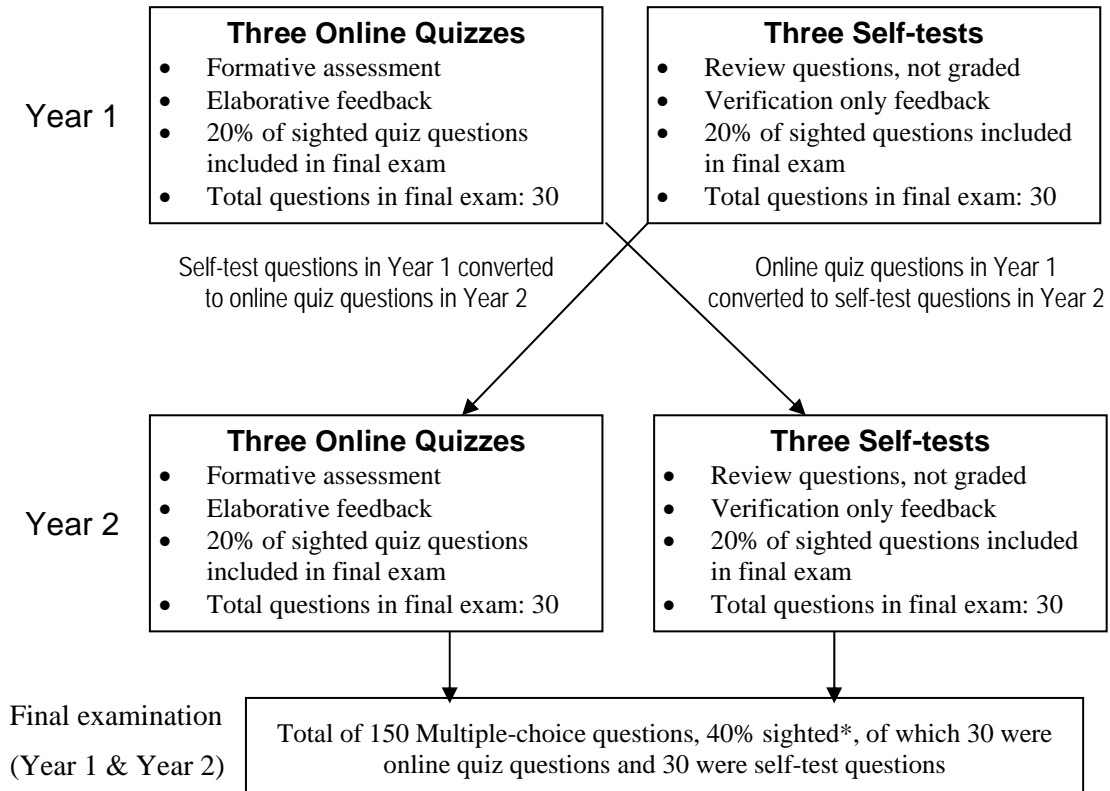 Year 1
Three Online Quizzes
• Formative assessment
• Elaborative feedback
• 20% of sighted quiz questions
included in final exam
• Total questions in final exam: 30
Three Self-tests
• Review questions, not graded
• Verification only feedback
• 20% of sighted questions included
in final exam
• Total questions in final exam: 30
Self-test questions in Year 1 converted
to online quiz questions in Year 2
Online quiz questions in Year 1
converted to self-test questions in Year 2
Year 2
Three Online Quizzes
• Formative assessment
• Elaborative feedback
• 20% of sighted quiz questions
included in final exam
• Total questions in final exam: 30
Three Self-tests
• Review questions, not graded
• Verification only feedback
• 20% of sighted questions included
in final exam
• Total questions in final exam: 30
Final examination
(Year 1 & Year 2)
Total of 150 Multiple-choice questions, 40% sighted*, of which 30 were
online quiz questions and 30 were self-test questions